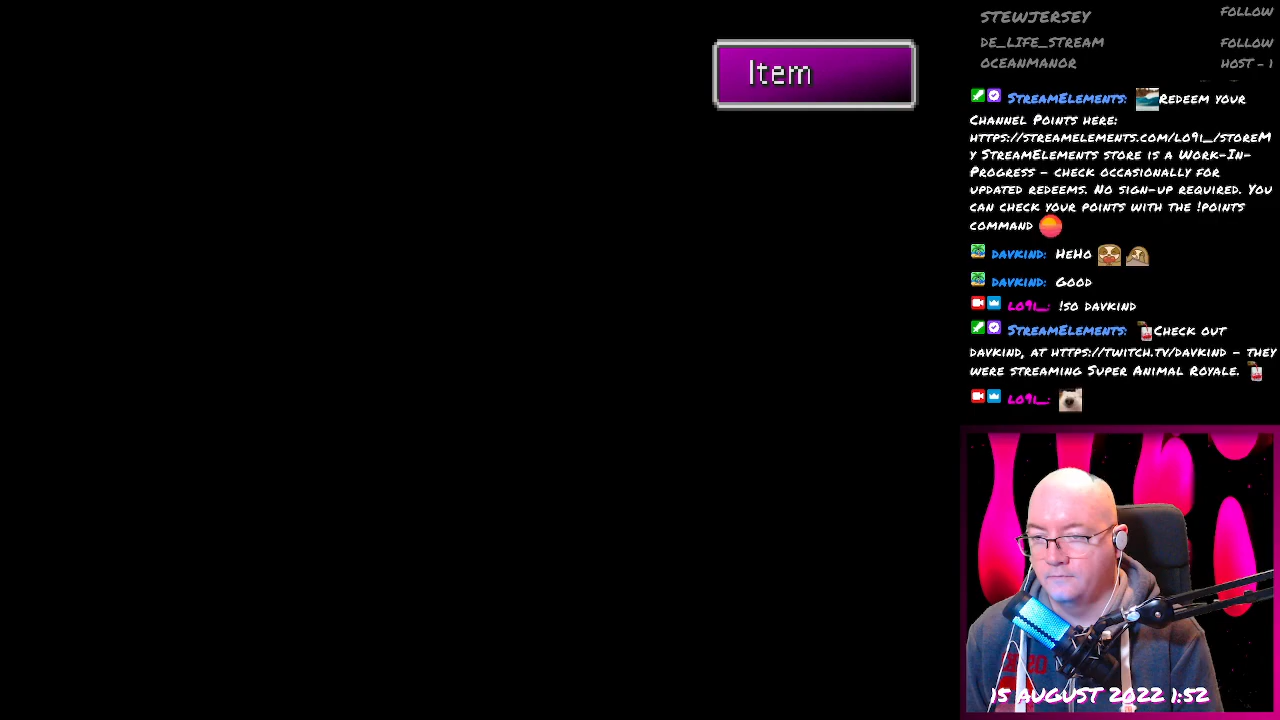 Item
STEWJERSEY FOLLOW
DE_LIFE_STREAM FOLLOW
OCEANMANOR HOST - 1
StreamElements: Redeem your
Channel Points here:
https://streamelements.com/lo9i_/storeM
y StreamElements store is a Work-In-
Progress - check occasionally for
updated redeems. No sign-up required. You
can check your points with the !points
command
davkind: HeHo
davkind: Good
lo9i_: !so davkind
StreamElements: Check out
davkind, at https://twitch.tv/davkind - they
were streaming Super Animal Royale.
lo9i_:
15 AUGUST 2022 1:52